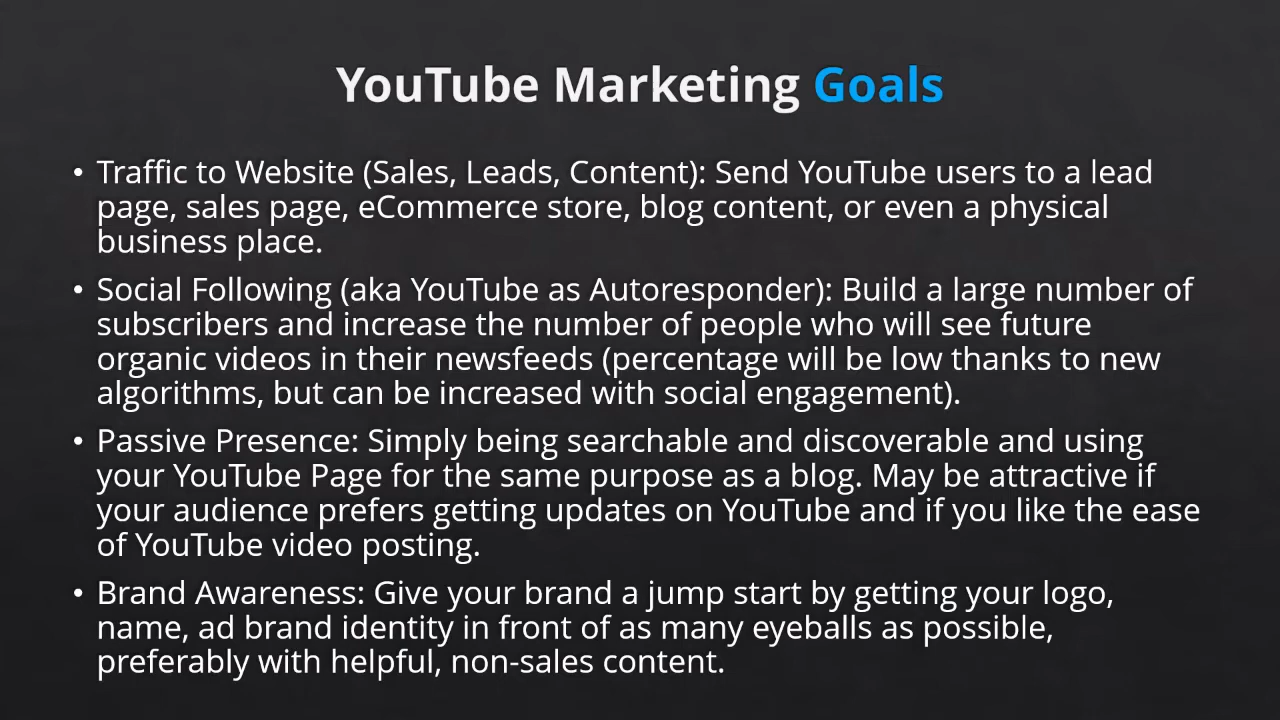 YouTube Marketing Goals
• Traffic to Website (Sales, Leads, Content): Send YouTube users to a lead
page, sales page, eCommerce store, blog content, or even a physical
business place.
• Social Following (aka YouTube as Autoresponder): Build a large number of
subscribers and increase the number of people who will see future
organic videos in their newsfeeds (percentage will be low thanks to new
algorithms, but can be increased with social engagement).
• Passive Presence: Simply being searchable and discoverable and using
your YouTube Page for the same purpose as a blog. May be attractive if
your audience prefers getting updates on YouTube and if you like the ease
of YouTube video posting.
• Brand Awareness: Give your brand a jump start by getting your logo,
name, ad brand identity in front of as many eyeballs as possible,
preferably with helpful, non-sales content.